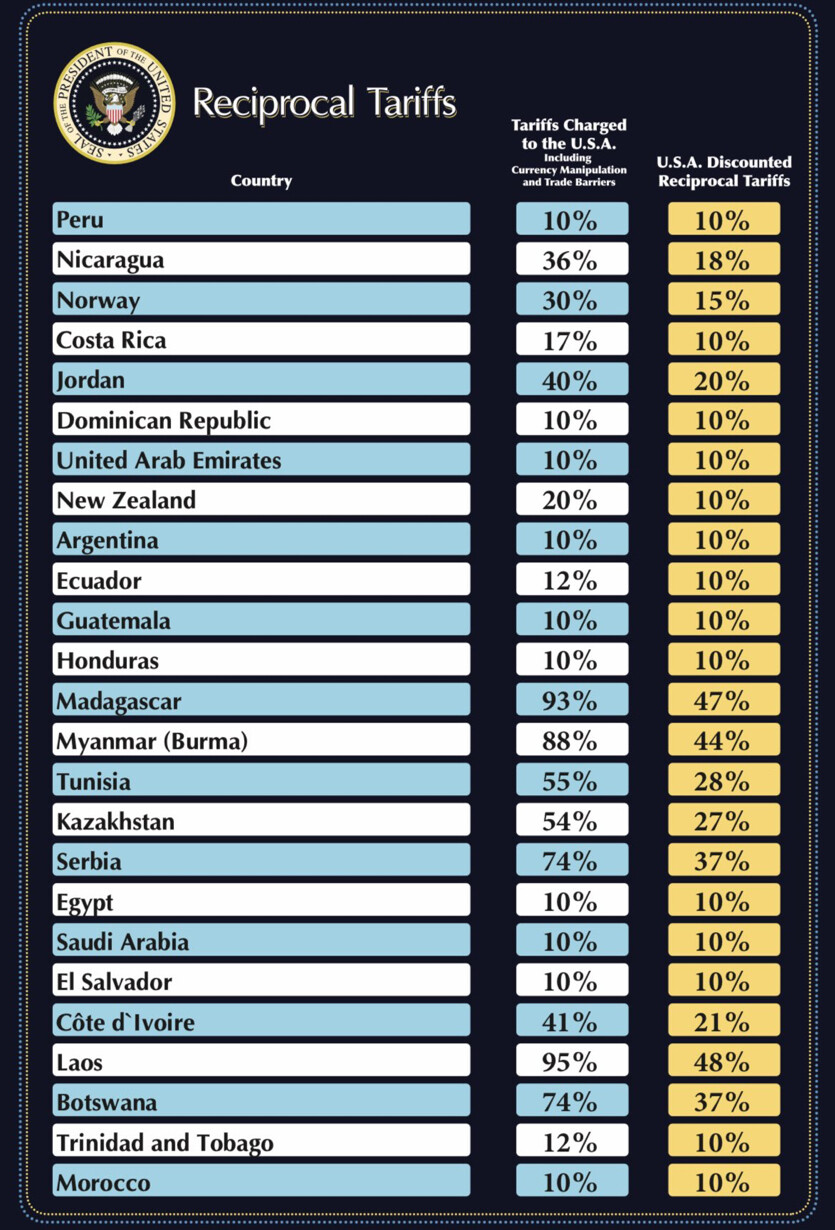 SEAL OF THE PRESIDENT OF THE UNITED STATES
Reciprocal Tariffs
Country
Tariffs Charged
to the U.S.A.
Including
Currency Manipulation
and Trade Barriers
U.S.A. Discounted
Reciprocal Tariffs
Peru 10% 10%
Nicaragua 36% 18%
Norway 30% 15%
Costa Rica 17% 10%
Jordan 40% 20%
Dominican Republic 10% 10%
United Arab Emirates 10% 10%
New Zealand 20% 10%
Argentina 10% 10%
Ecuador 12% 10%
Guatemala 10% 10%
Honduras 10% 10%
Madagascar 93% 47%
Myanmar (Burma) 88% 44%
Tunisia 55% 28%
Kazakhstan 54% 27%
Serbia 74% 37%
Egypt 10% 10%
Saudi Arabia 10% 10%
El Salvador 10% 10%
Côte d`Ivoire 41% 21%
Laos 95% 48%
Botswana 74% 37%
Trinidad and Tobago 12% 10%
Morocco 10% 10%